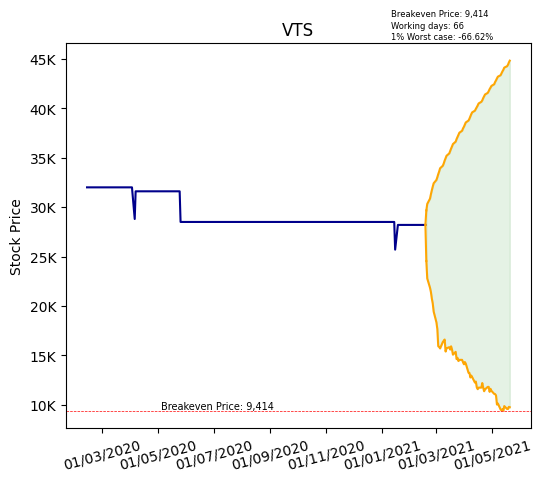 Breakeven Price: 9,414
Working days: 66
1% Worst case: -66.62%
VTS
Stock Price
45K
40K
35K
30K
25K
20K
15K
10K
Breakeven Price: 9,414
01/03/2020
01/05/2020
01/07/2020
01/09/2020
01/11/2020
01/01/2021
01/03/2021
01/05/2021